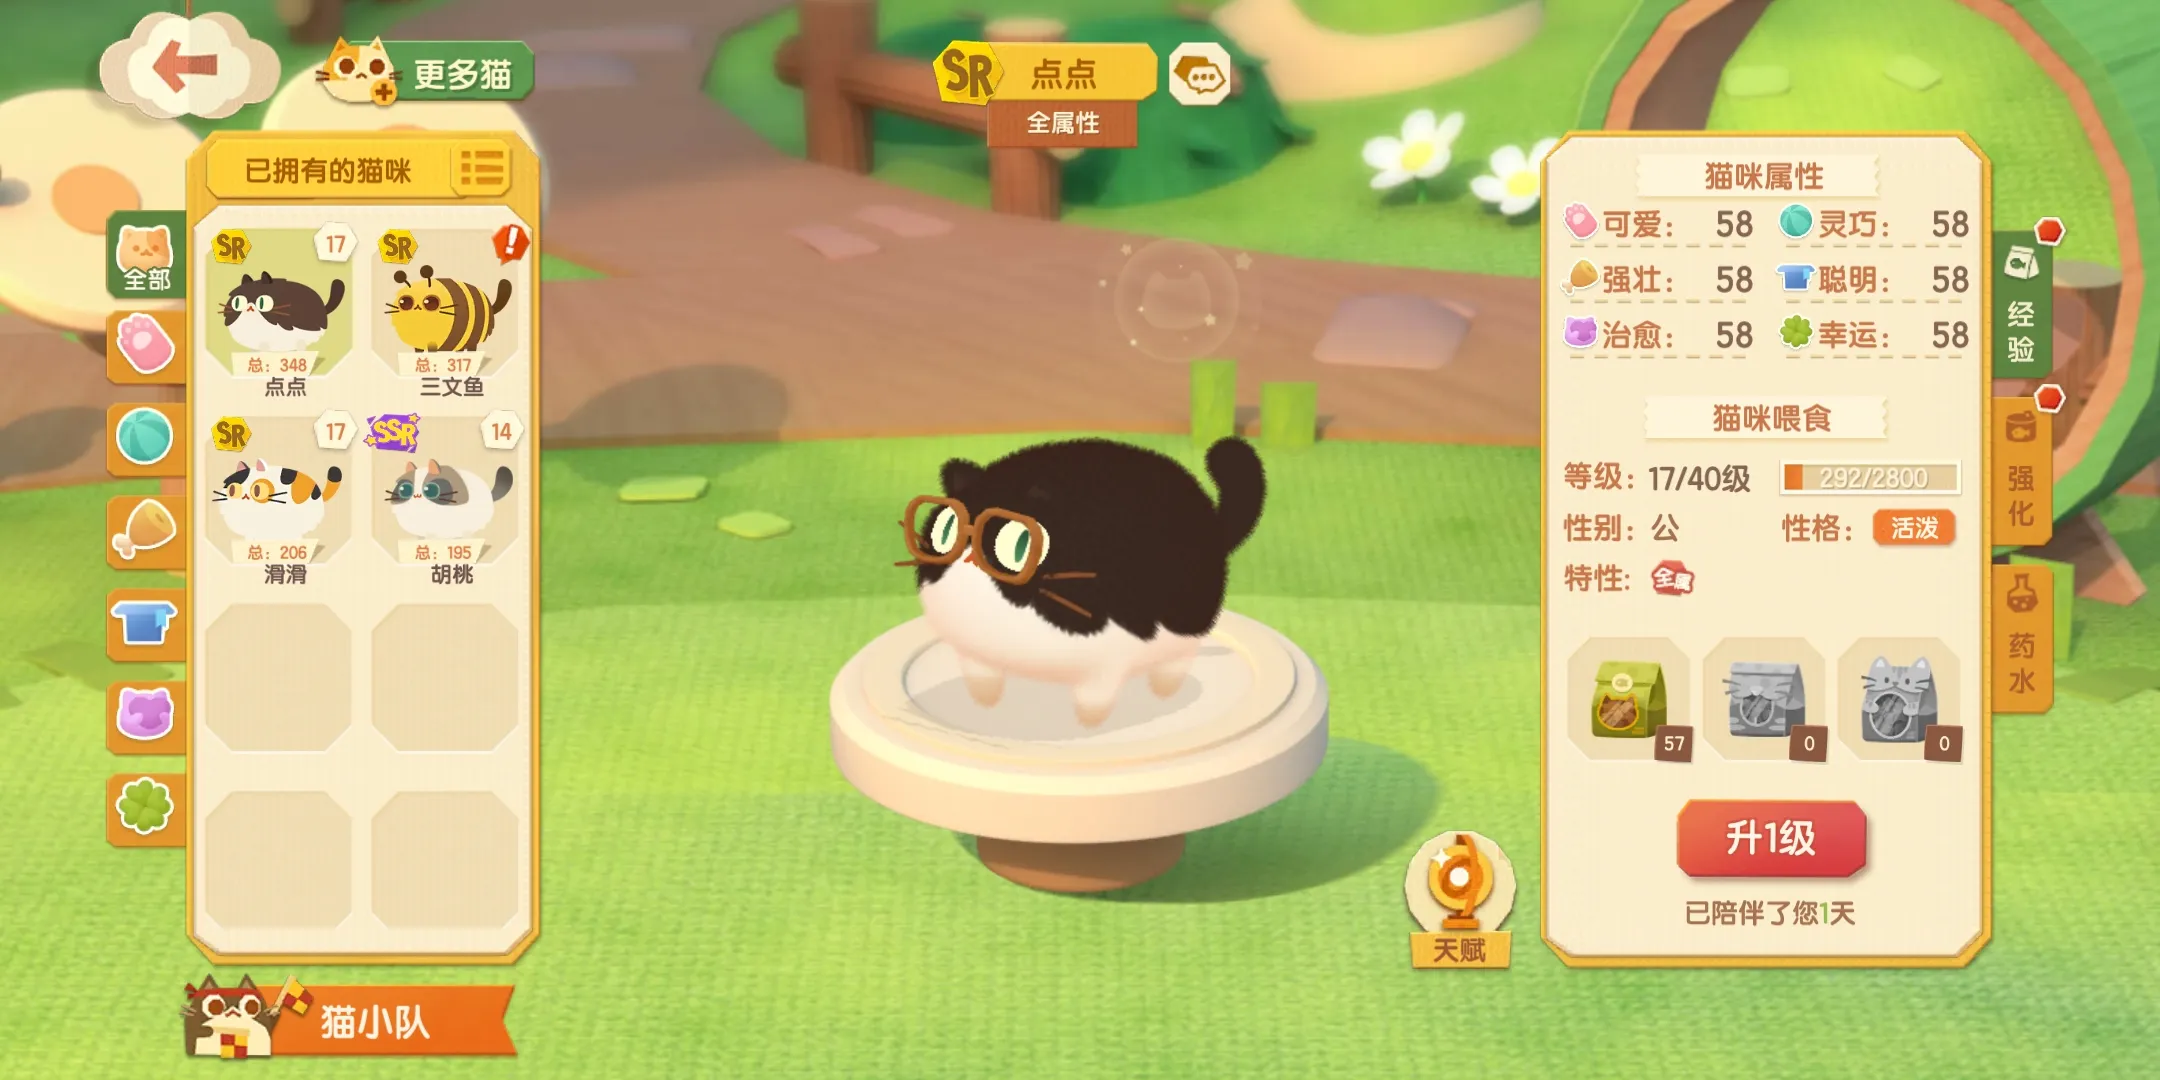 更多猫
SR 点点
全属性
已拥有的猫咪
全部
SR 17
总：348
点点
SR !
总：317
三文鱼
SR 17
总：206
滑滑
SSR 14
总：195
胡桃
猫小队
天赋
猫咪属性
可爱： 58 灵巧： 58
强壮： 58 聪明： 58
治愈： 58 幸运： 58
猫咪喂食
等级：17/40级 292/2800
性别：公 性格：活泼
特性：全属
57 0 0
升1级
已陪伴了您1天
经验
强化
药水